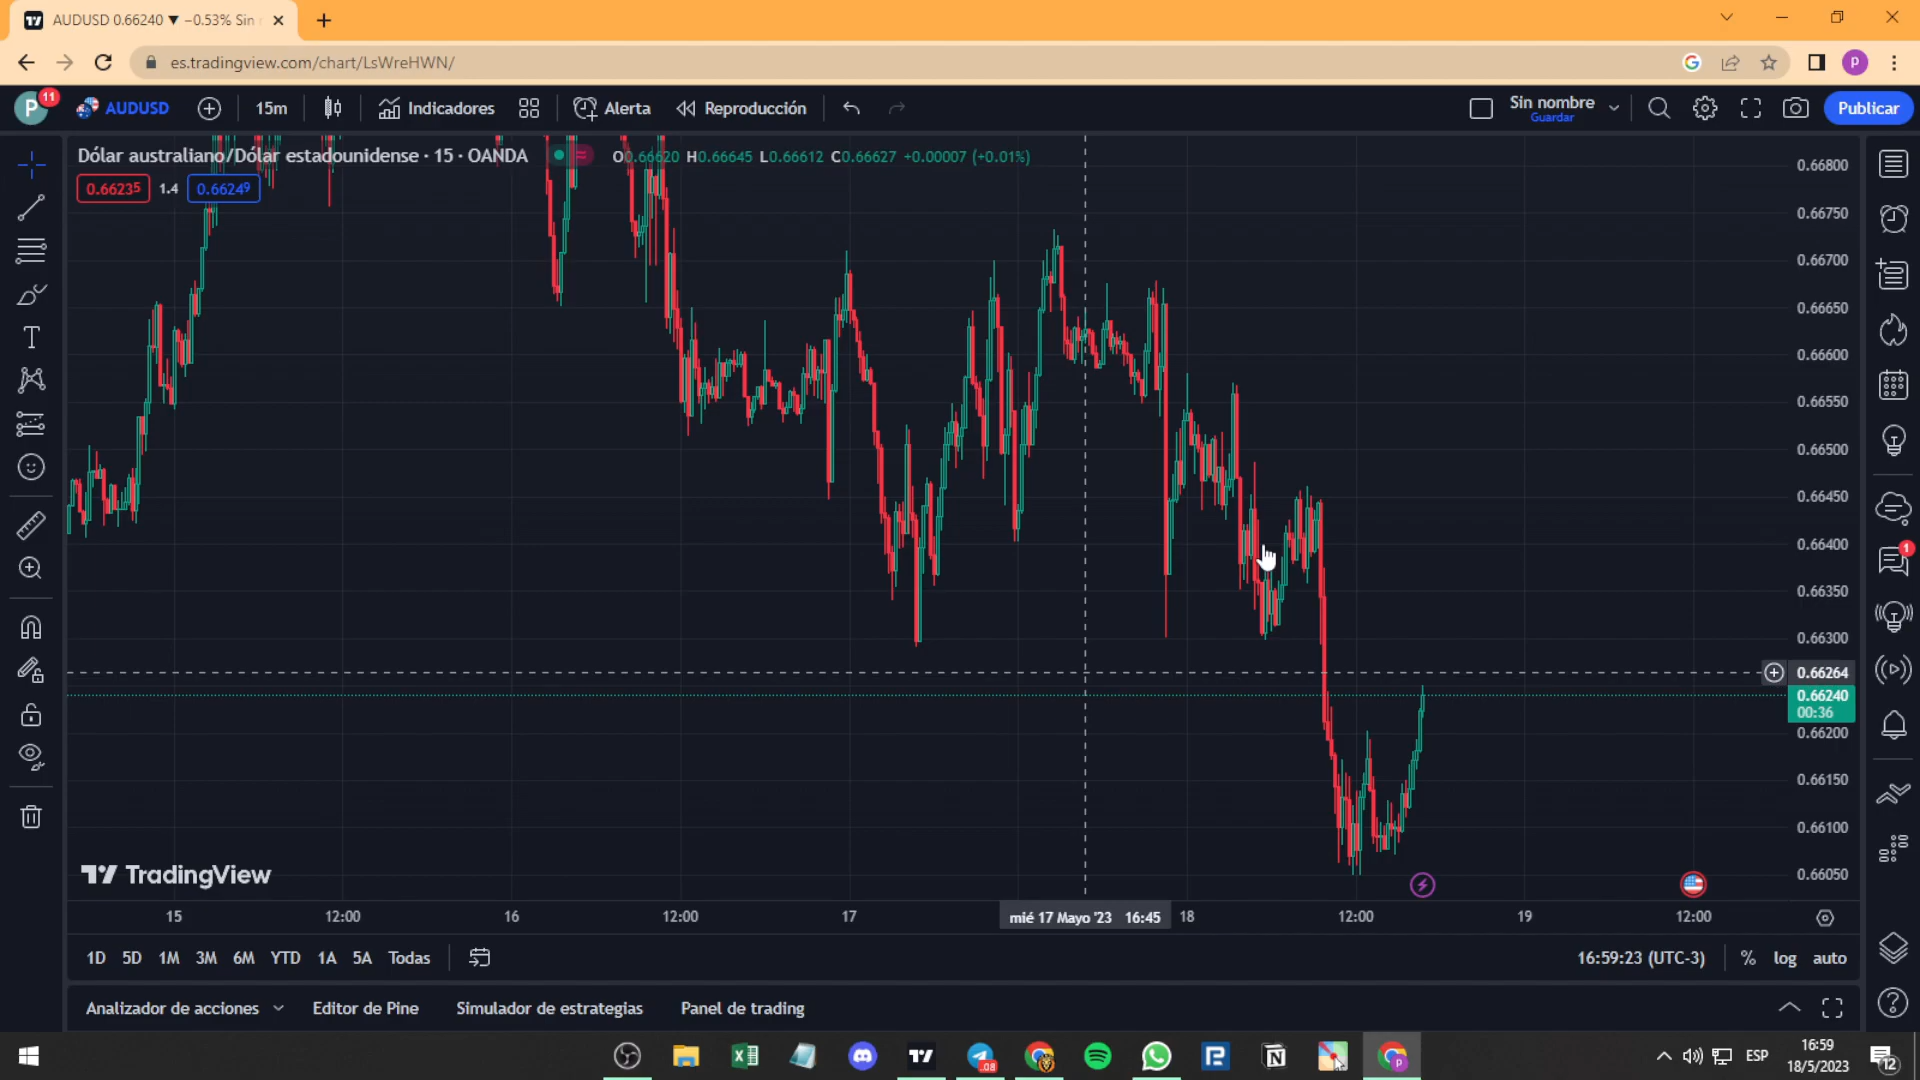 AUDUSD 0.66240 ▼ −0.53% Sin
es.tradingview.com/chart/LsWreHWN/
P
P
11
AUDUSD
15m
Indicadores
Alerta
Reproducción
Sin nombre
Guardar
Publicar
Dólar australiano/Dólar estadounidense · 15 · OANDA
O0.66620 H0.66645 L0.66612 C0.66627 +0.00007 (+0.01%)
0.66235 1.4 0.66249
0.66800
0.66750
0.66700
0.66650
0.66600
0.66550
0.66500
0.66450
0.66400
0.66350
0.66300
0.66264
0.66240
00:36
0.66200
0.66150
0.66100
0.66050
1
TradingView
15 12:00 16 12:00 17 mié 17 Mayo '23 16:45 18 12:00 19 12:00
1D 5D 1M 3M 6M YTD 1A 5A Todas
16:59:23 (UTC-3) % log auto
Analizador de acciones Editor de Pine Simulador de estrategias Panel de trading
ESP
16:59
18/5/2023
12